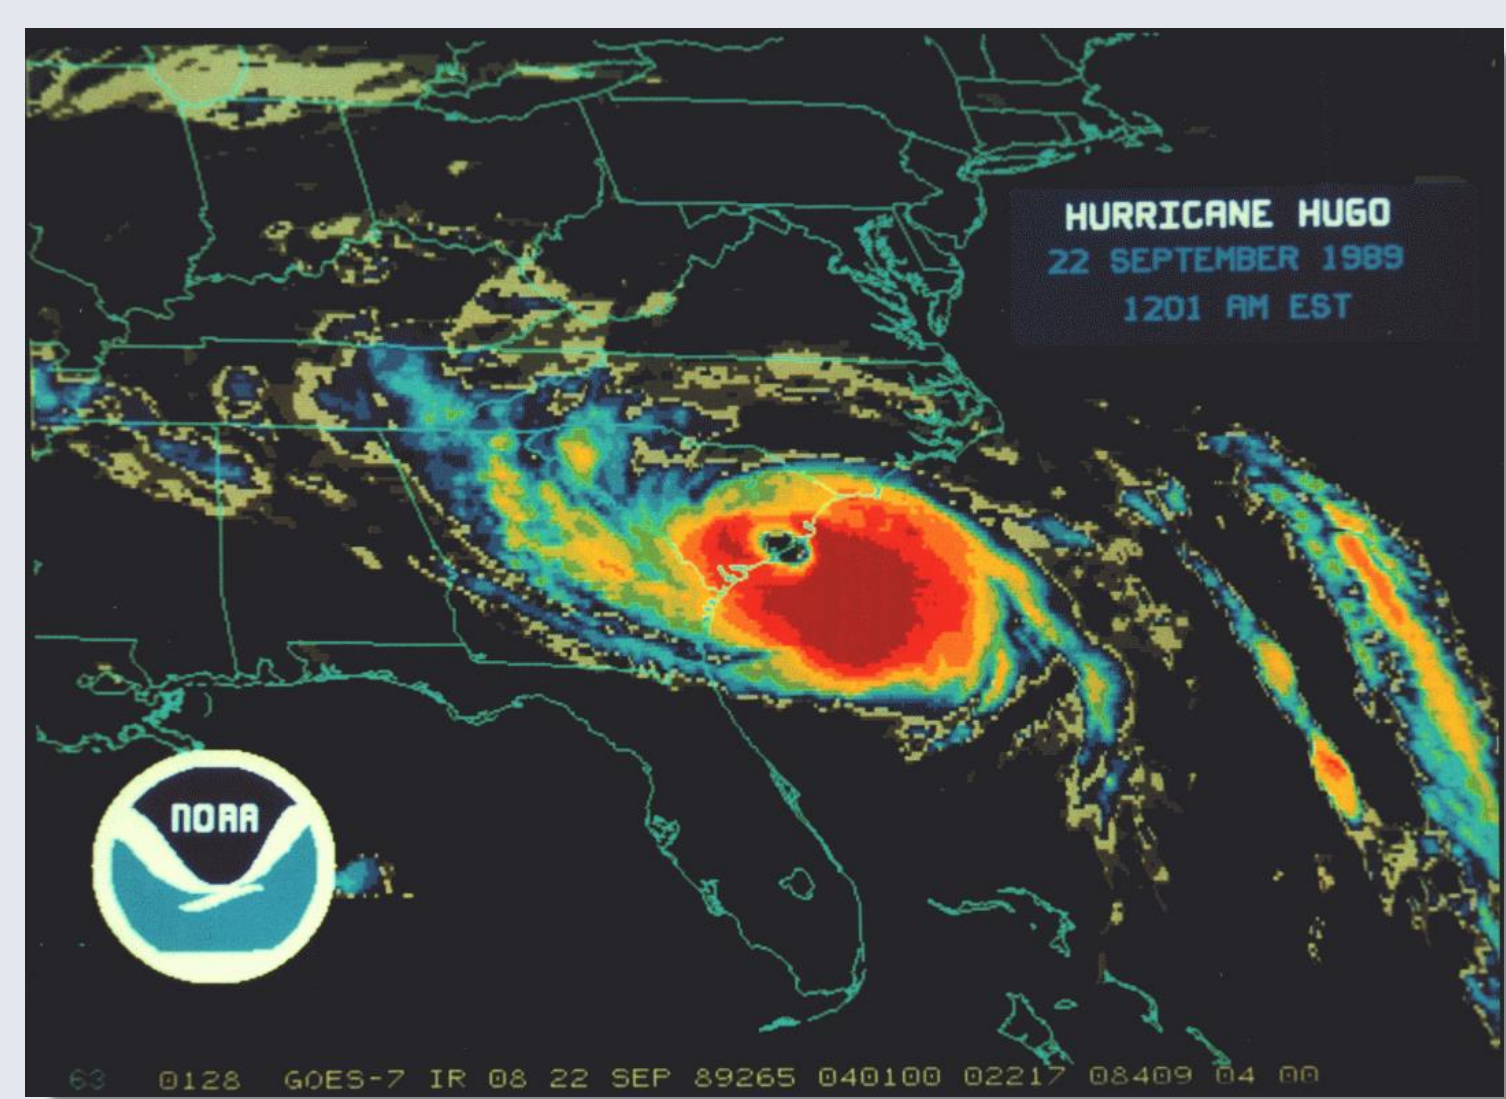 HURRICANE HUGO
22 SEPTEMBER 1989
1201 AM EST
NOAA
63 0128 GOES-7 IR 08 22 SEP 89265 040100 02217 08409 04 00